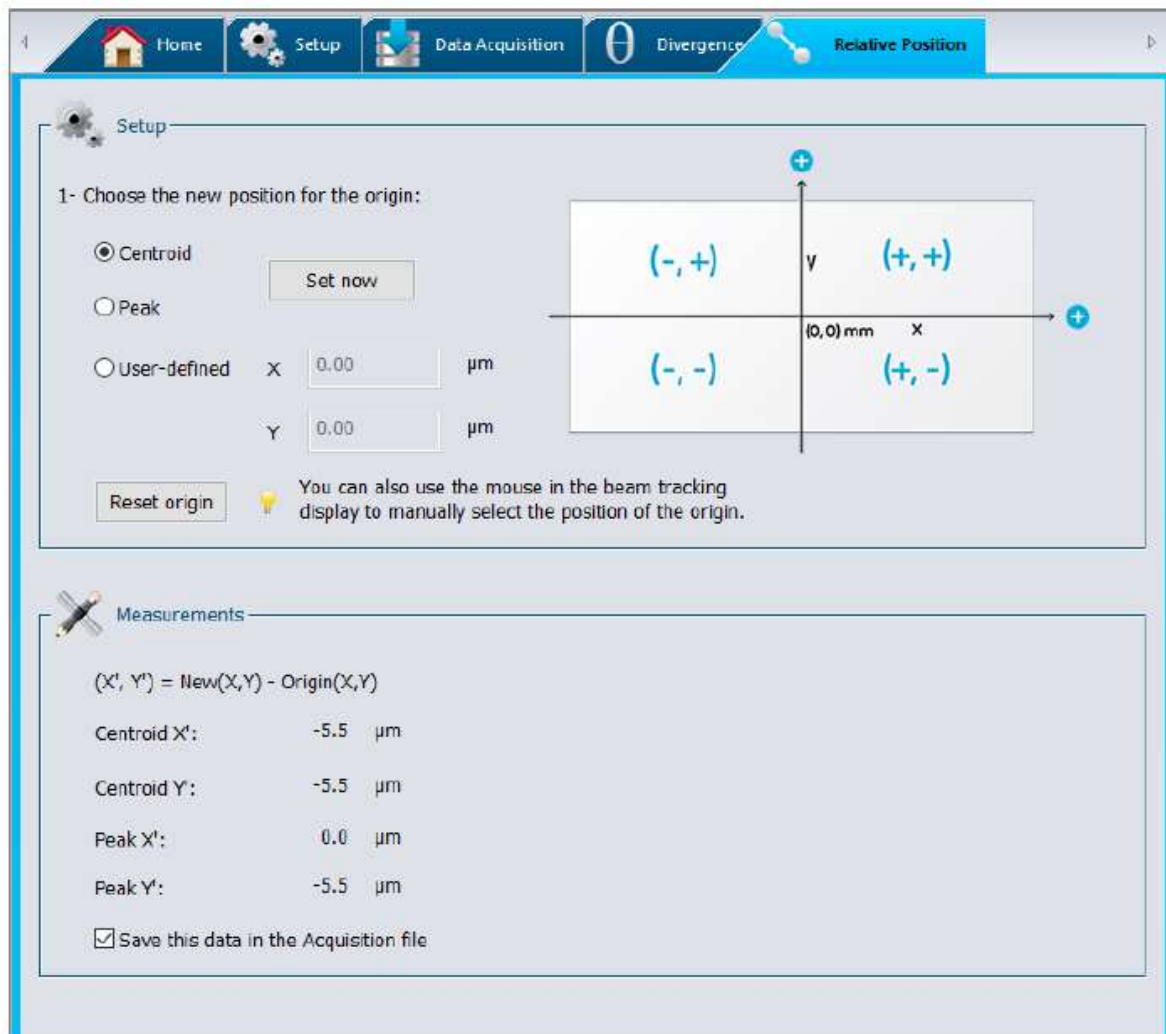 Home
Setup
Data Acquisition
θ
Divergence
Relative Position
Setup
1- Choose the new position for the origin:
Centroid
Set now
Peak
User-defined
X 0.00 µm
Y 0.00 µm
Reset origin
You can also use the mouse in the beam tracking
display to manually select the position of the origin.
+
(-, +)
y
(+, +)
(0,0) mm
x
+
(-, -)
(+, -)
Measurements
(X', Y') = New(X,Y) - Origin(X,Y)
Centroid X': -5.5 µm
Centroid Y': -5.5 µm
Peak X': 0.0 µm
Peak Y': -5.5 µm
Save this data in the Acquisition file